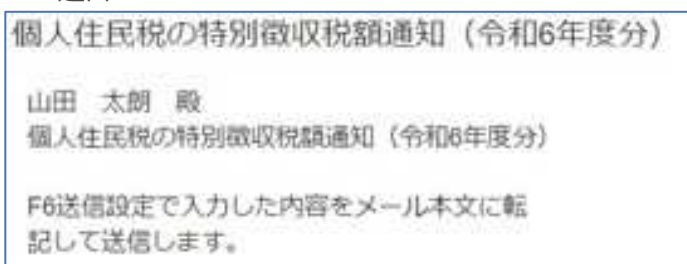 個人住民税の特別徴収税額通知（令和6年度分）
山田　太朗　殿
個人住民税の特別徴収税額通知（令和6年度分）
F6送信設定で入力した内容をメール本文に転
記して送信します。